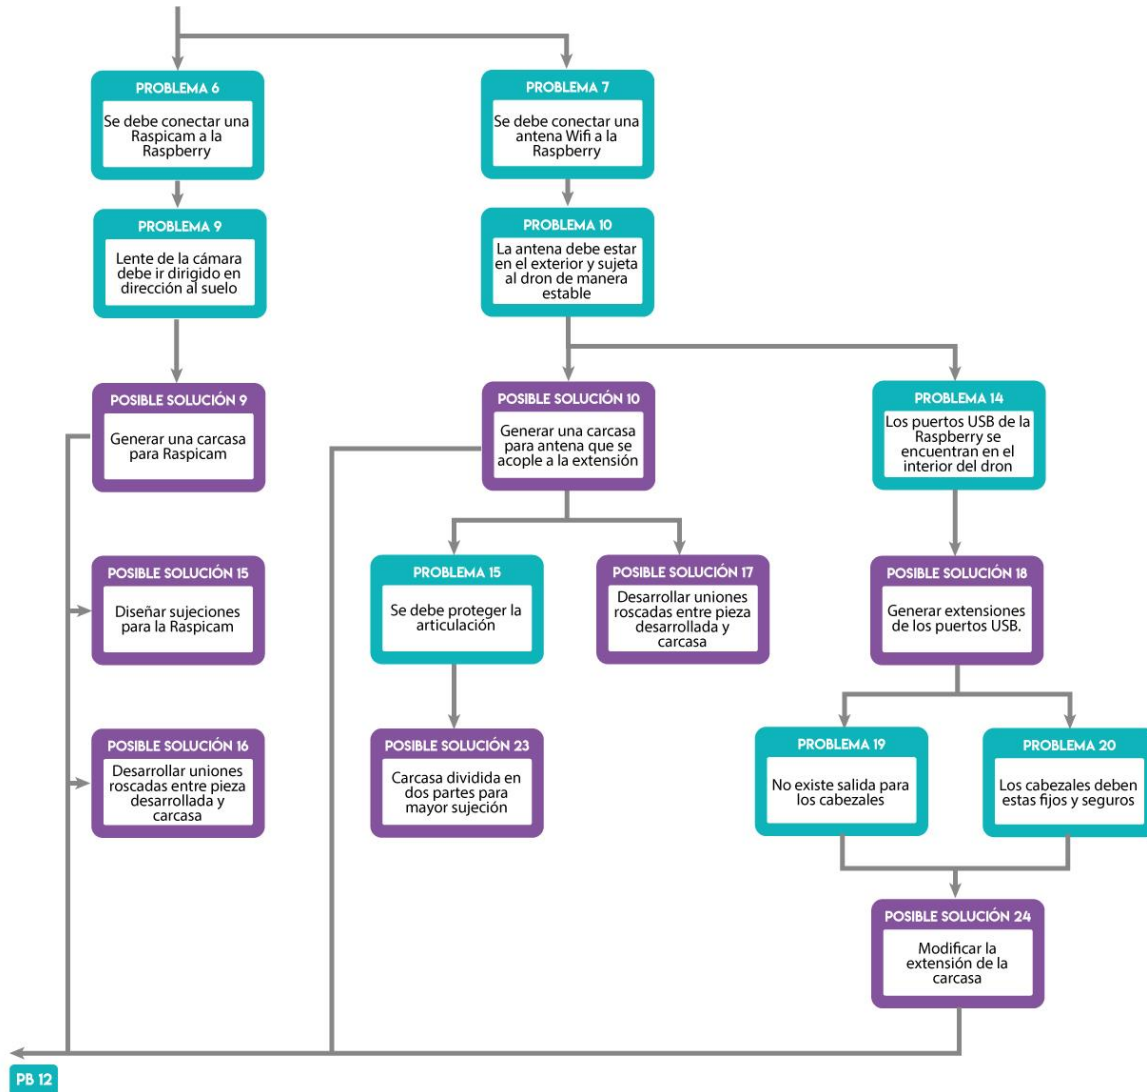 PROBLEMA 6
Se debe conectar una
Raspicam a la
Raspberry
PROBLEMA 7
Se debe conectar una
antena Wifi a la
Raspberry
PROBLEMA 9
Lente de la cámara
debe ir dirigido en
dirección al suelo
PROBLEMA 10
La antena debe estar
en el exterior y sujeta
al dron de manera
estable
POSIBLE SOLUCIÓN 9
Generar una carcasa
para Raspicam
POSIBLE SOLUCIÓN 10
Generar una carcasa
para antena que se
acople a la extensión
PROBLEMA 14
Los puertos USB de la
Raspberry se
encuentran en el
interior del dron
POSIBLE SOLUCIÓN 15
Diseñar sujeciones
para la Raspicam
PROBLEMA 15
Se debe proteger la
articulación
POSIBLE SOLUCIÓN 17
Desarrollar uniones
roscadas entre pieza
desarrollada y
carcasa
POSIBLE SOLUCIÓN 18
Generar extensiones
de los puertos USB.
POSIBLE SOLUCIÓN 16
Desarrollar uniones
roscadas entre pieza
desarrollada y
carcasa
POSIBLE SOLUCIÓN 23
Carcasa dividida en
dos partes para
mayor sujeción
PROBLEMA 19
No existe salida para
los cabezales
PROBLEMA 20
Los cabezales deben
estas fijos y seguros
POSIBLE SOLUCIÓN 24
Modificar la
extensión de la
carcasa
PB 12